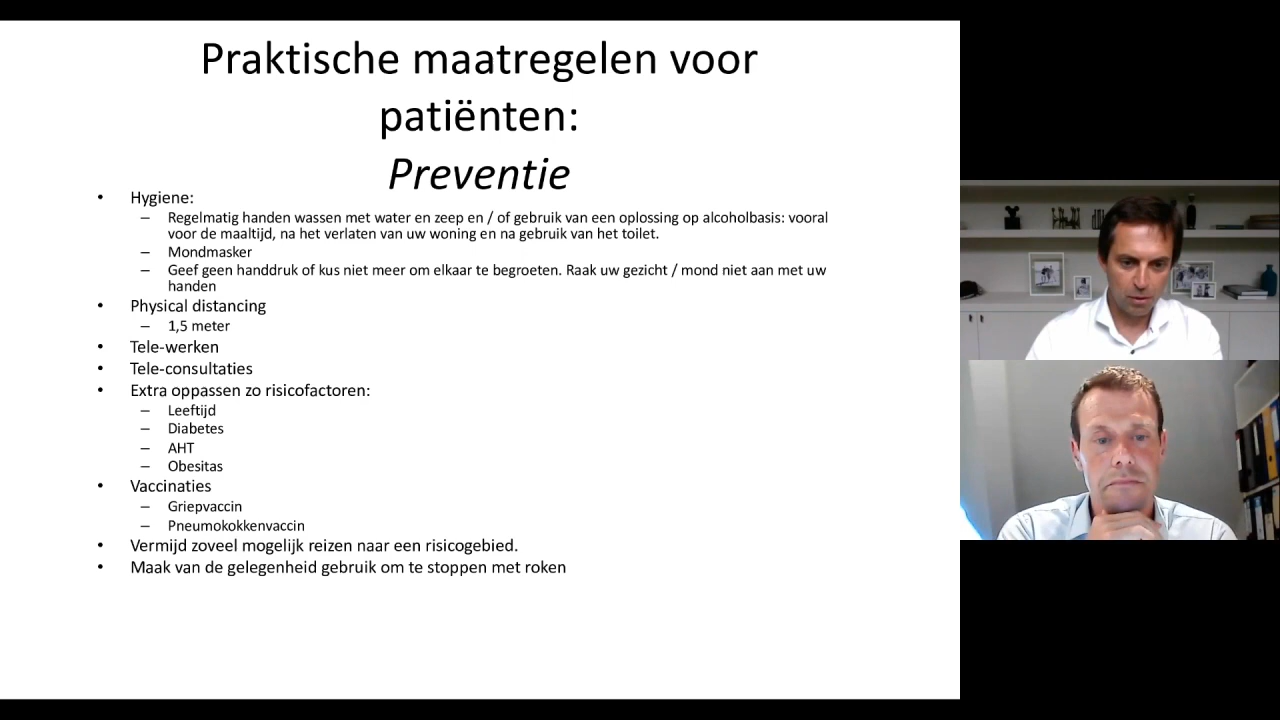 Praktische maatregelen voor
patiënten:
Preventie
• Hygiene:
– Regelmatig handen wassen met water en zeep en / of gebruik van een oplossing op alcoholbasis: vooral
voor de maaltijd, na het verlaten van uw woning en na gebruik van het toilet.
– Mondmasker
– Geef geen handdruk of kus niet meer om elkaar te begroeten. Raak uw gezicht / mond niet aan met uw
handen
• Physical distancing
– 1,5 meter
• Tele-werken
• Tele-consultaties
• Extra oppassen zo risicofactoren:
– Leeftijd
– Diabetes
– AHT
– Obesitas
• Vaccinaties
– Griepvaccin
– Pneumokokkenvaccin
• Vermijd zoveel mogelijk reizen naar een risicogebied.
• Maak van de gelegenheid gebruik om te stoppen met roken